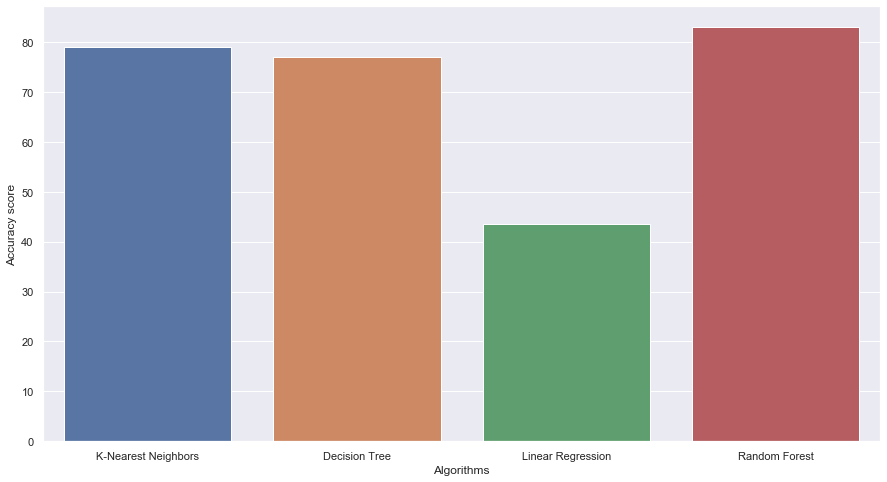 Accuracy score
80
70
60
50
40
30
20
10
0
K-Nearest Neighbors
Decision Tree
Linear Regression
Random Forest
Algorithms